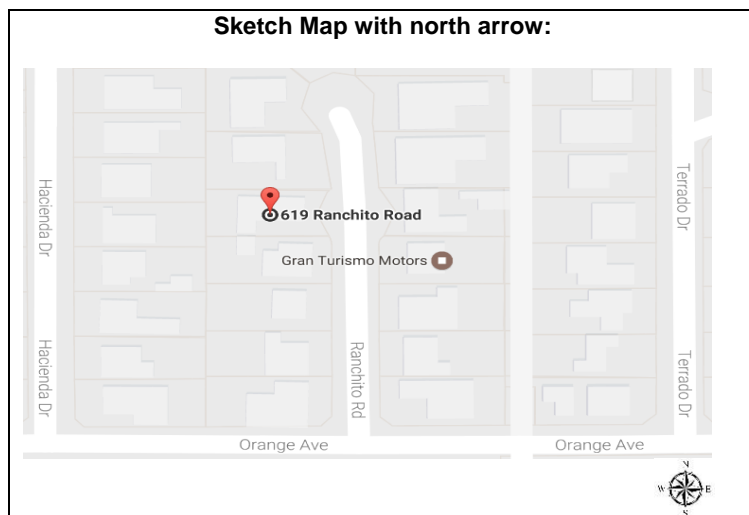 Sketch Map with north arrow:
Hacienda Dr
Terrado Dr
619 Ranchito Road
Gran Turismo Motors
Hacienda Dr
Ranchito Rd
Terrado Dr
Orange Ave
Orange Ave
N
W
E
S